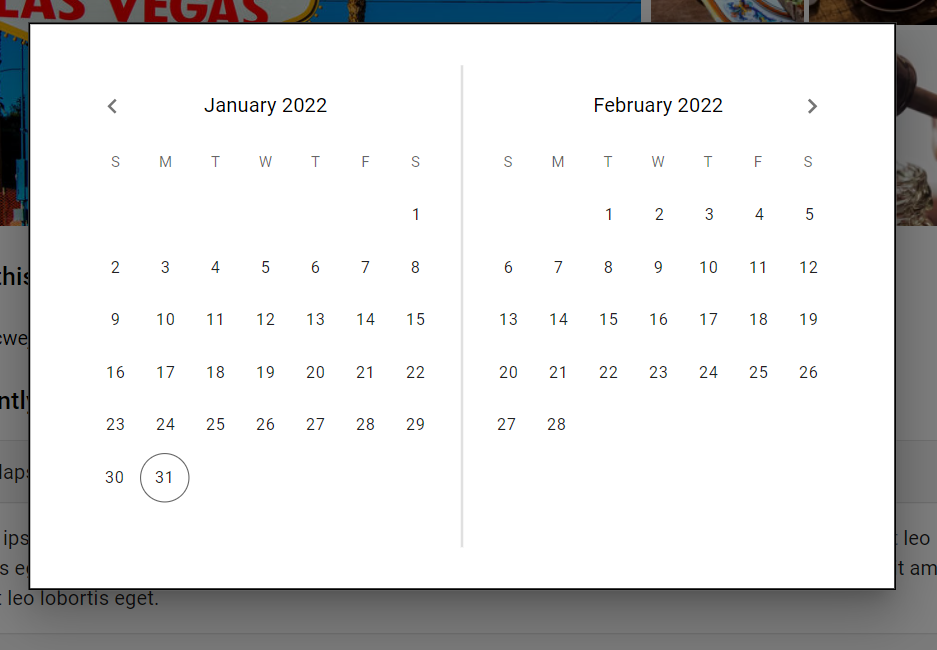 LAS VEGAS
January 2022
S M T W T F S
1
2 3 4 5 6 7 8
9 10 11 12 13 14 15
16 17 18 19 20 21 22
23 24 25 26 27 28 29
30 31
February 2022
S M T W T F S
1 2 3 4 5
6 7 8 9 10 11 12
13 14 15 16 17 18 19
20 21 22 23 24 25 26
27 28
this
ips
leo
t am
t leo lobortis eget.